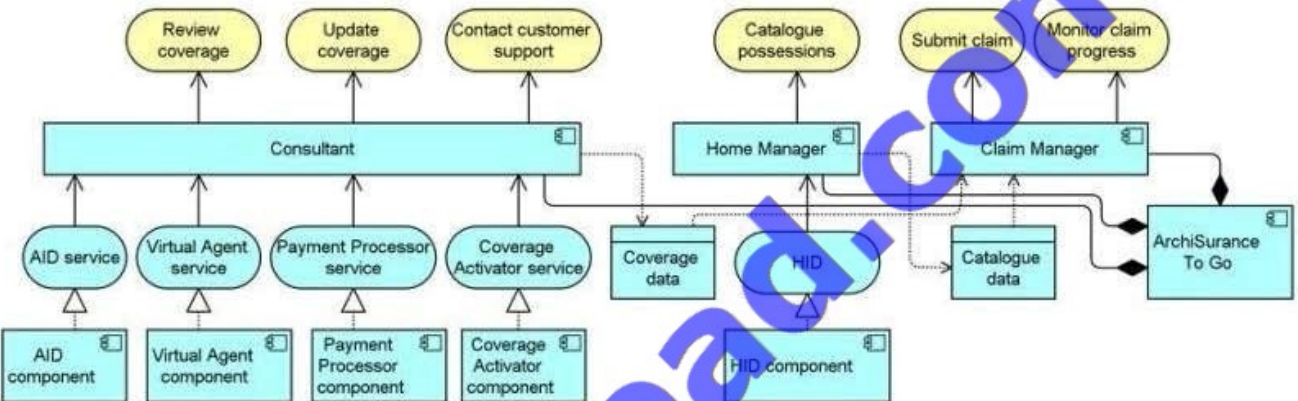 Review
coverage
Update
coverage
Contact customer
support
Catalogue
possessions
Submit claim
Monitor claim
progress
Consultant
Home Manager
Claim Manager
AID service
Virtual Agent
service
Payment Processor
service
Coverage
Activator service
Coverage
data
HID
Catalogue
data
ArchiSurance
To Go
AID
component
Virtual Agent
component
Payment
Processor
component
Coverage
Activator
component
HID component
ad.com